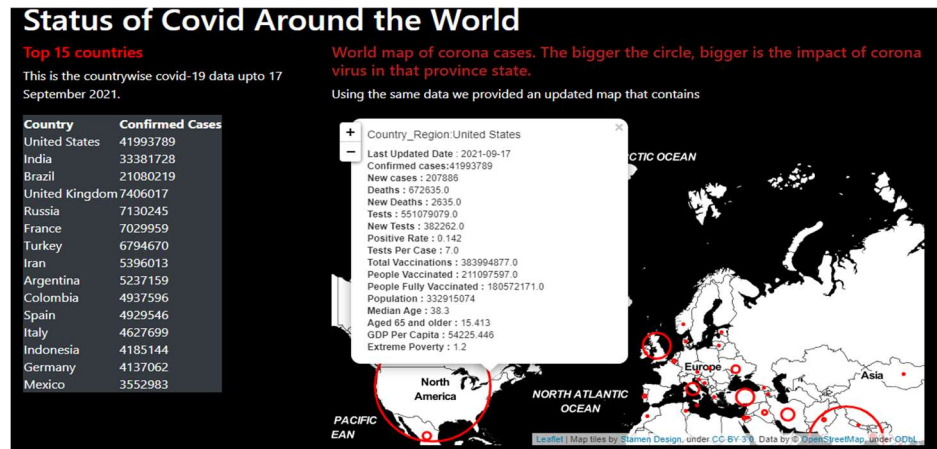 Status of Covid Around the World
Top 15 countries
This is the countrywise covid-19 data upto 17
September 2021.
Country Confirmed Cases
United States 41993789
India 33381728
Brazil 21080219
United Kingdom 7406017
Russia 7130245
France 7029959
Turkey 6794670
Iran 5396013
Argentina 5237159
Colombia 4937596
Spain 4929546
Italy 4627699
Indonesia 4185144
Germany 4137062
Mexico 3552983
World map of corona cases. The bigger the circle, bigger is the impact of corona
virus in that province state.
Using the same data we provided an updated map that contains
+
−
×
Country_Region:United States
Last Updated Date : 2021-09-17
Confirmed cases:41993789
New cases : 207886
Deaths : 672635.0
New Deaths : 2635.0
Tests : 551079079.0
New Tests : 382262.0
Positive Rate : 0.142
Tests Per Case : 7.0
Total Vaccinations : 383994877.0
People Vaccinated : 211097597.0
People Fully Vaccinated : 180572171.0
Population : 332915074
Median Age : 38.3
Aged 65 and older : 15.413
GDP Per Capita : 54225.446
Extreme Poverty : 1.2
CTIC OCEAN
Europe
Asia
North
America
NORTH ATLANTIC
OCEAN
PACIFIC
EAN
Leaflet | Map tiles by Stamen Design, under CC BY 3.0. Data by © OpenStreetMap, under ODbL.